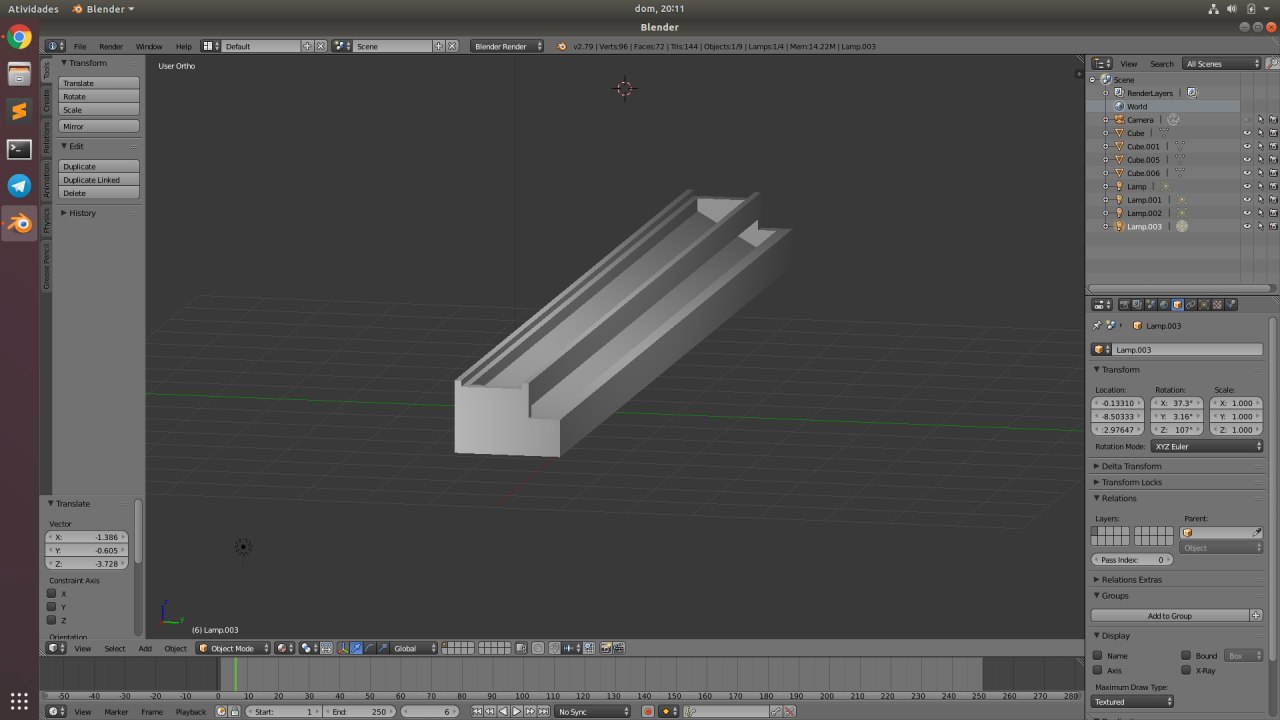 Atividades Blender dom, 20:11
Blender
File Render Window Help Default Scene Blender Render v2.79 | Verts:96 | Faces:72 | Tris:144 | Objects:1/9 | Lamps:1/4 | Mem:14.22M | Lamp.003
User Ortho
Tools
Create
Relations
Animation
Physics
Grease Pencil
Transform
Translate
Rotate
Scale
Mirror
Edit
Duplicate
Duplicate Linked
Delete
History
Translate
Vector
X: -1.386
Y: -0.605
Z: -3.728
Constraint Axis
X
Y
Z
Orientation
(6) Lamp.003
View Select Add Object Object Mode Global
-50 -40 -30 -20 -10 0 10 20 30 40 50 60 70 80 90 100 110 120 130 140 150 160 170 180 190 200 210 220 230 240 250 260 270 280
View Marker Frame Playback Start: 1 End: 250 6 No Sync
View Search All Scenes
Scene
RenderLayers
World
Camera
Cube
Cube.001
Cube.005
Cube.006
Lamp
Lamp.001
Lamp.002
Lamp.003
Lamp.003
Lamp.003
Transform
Location: Rotation: Scale:
-0.13310 X: 37.3° X: 1.000
-8.50333 Y: 3.16° Y: 1.000
:2.97647 Z: 107° Z: 1.000
Rotation Mode: XYZ Euler
Delta Transform
Transform Locks
Relations
Layers: Parent:
Object
Pass Index: 0
Relations Extras
Groups
Add to Group
Display
Name Bound Box
Axis X-Ray
Maximum Draw Type:
Textured